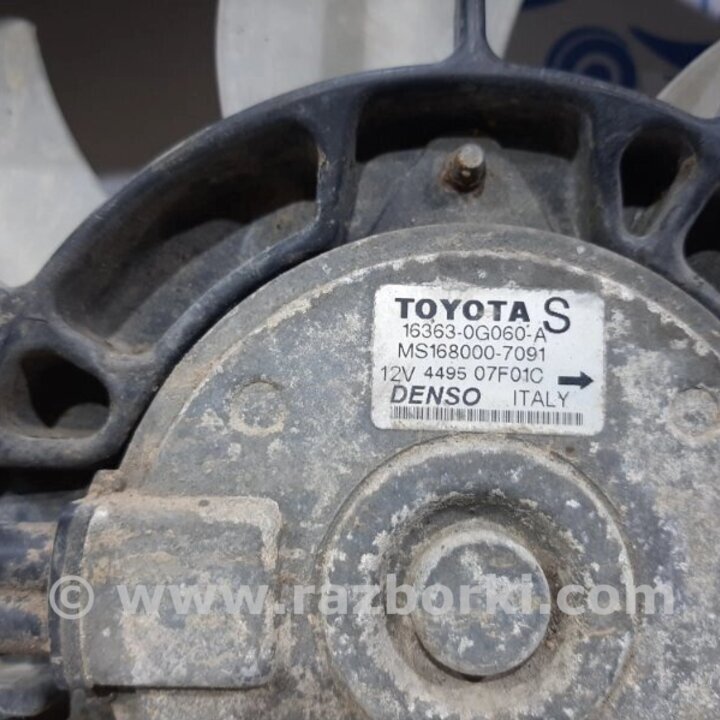 TOYOTA S
16363-0G060-A
MS168000-7091
12V 4495 07F01C →
DENSO ITALY
© www.razborki.com